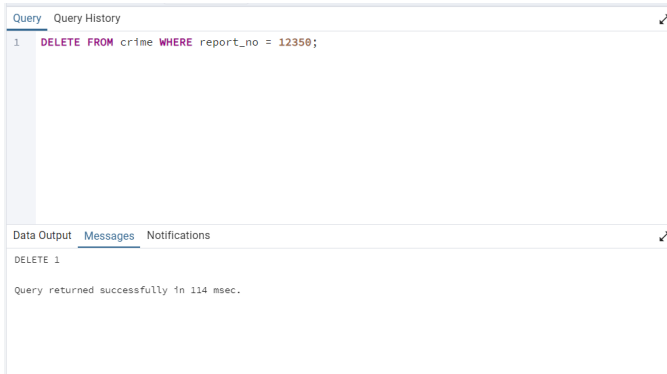 Query Query History
1 DELETE FROM crime WHERE report_no = 12350;
Data Output Messages Notifications
DELETE 1
Query returned successfully in 114 msec.